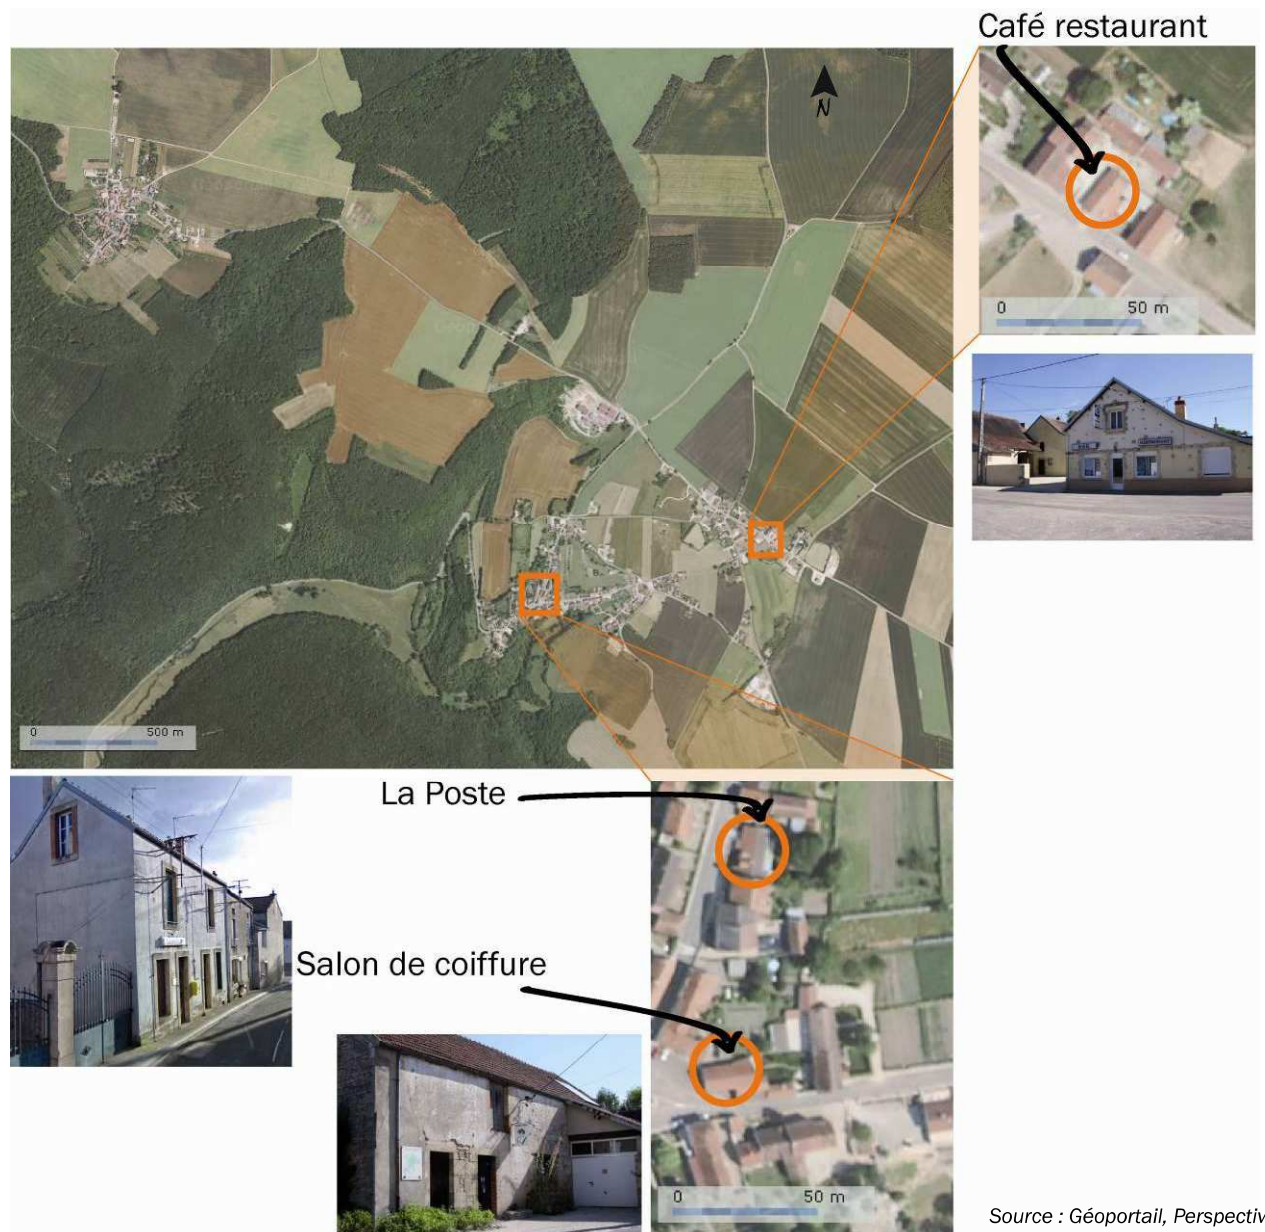 Café restaurant
N
0 50 m
0 500 m
La Poste
Salon de coiffure
0 50 m
Source : Géoportail, Perspectiv